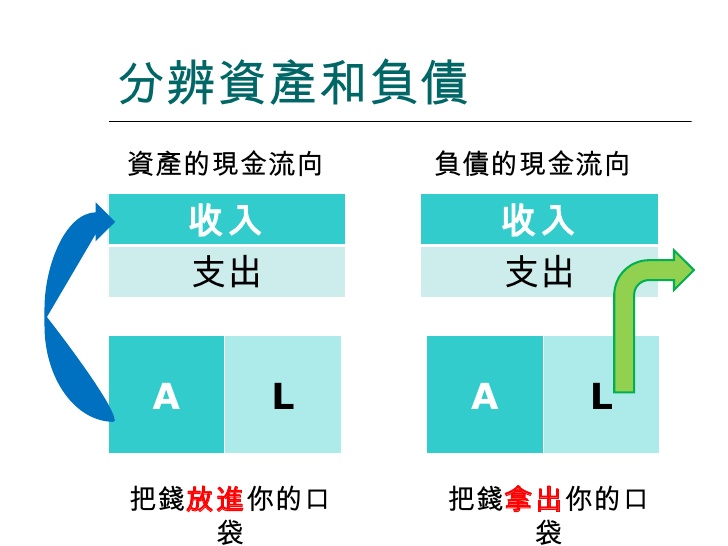 分辨資產和負債
資產的現金流向
收入
支出
A L
把錢放進你的口
袋
負債的現金流向
收入
支出
A L
把錢拿出你的口
袋